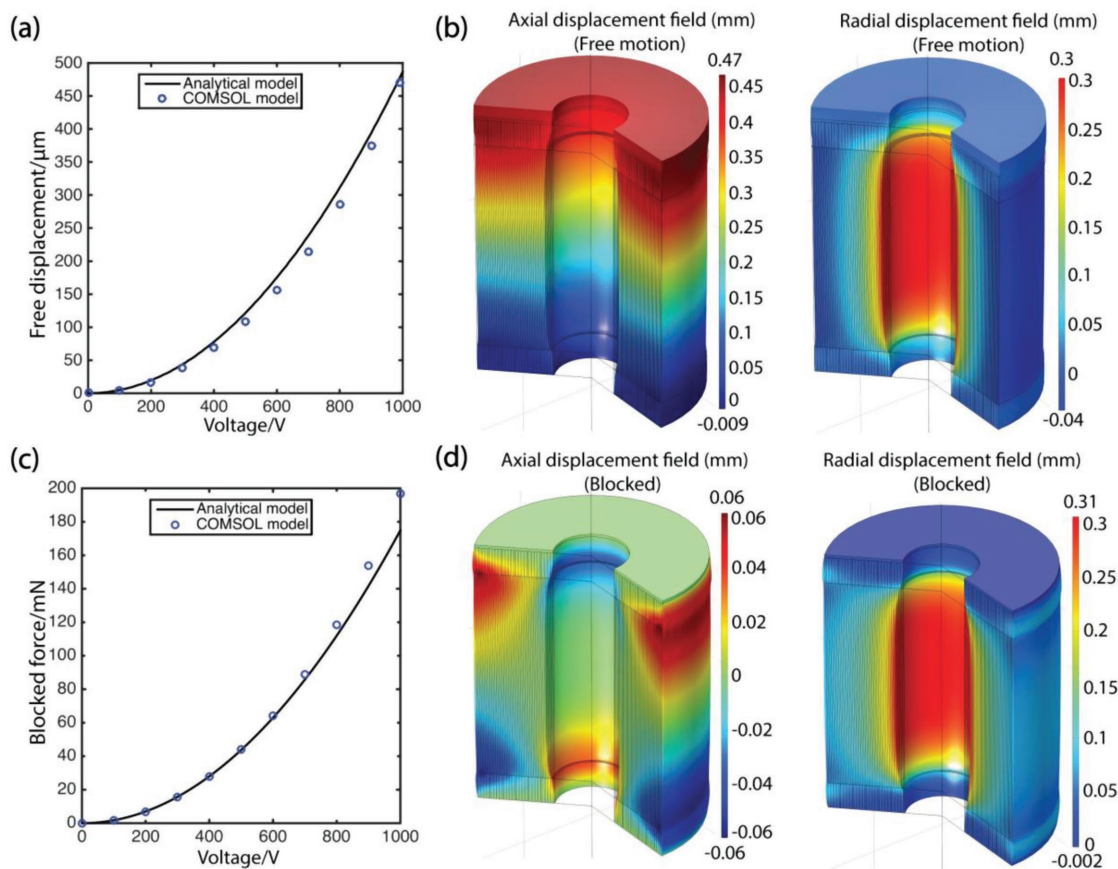 (a)
500
450
400
350
300
250
200
150
100
50
0
Free displacement/μm
Analytical model
COMSOL model
0 200 400 600 800 1000
Voltage/V
(b)
Axial displacement field (mm)
(Free motion)
0.47
0.45
0.4
0.35
0.3
0.25
0.2
0.15
0.1
0.05
0
-0.009
Radial displacement field (mm)
(Free motion)
0.3
0.3
0.25
0.2
0.15
0.1
0.05
0
-0.04
(c)
200
180
160
140
120
100
80
60
40
20
0
Blocked force/mN
Analytical model
COMSOL model
0 200 400 600 800 1000
Voltage/V
(d)
Axial displacement field (mm)
(Blocked)
0.06
0.06
0.04
0.02
0
-0.02
-0.04
-0.06
-0.06
Radial displacement field (mm)
(Blocked)
0.31
0.3
0.25
0.2
0.15
0.1
0.05
0
-0.002